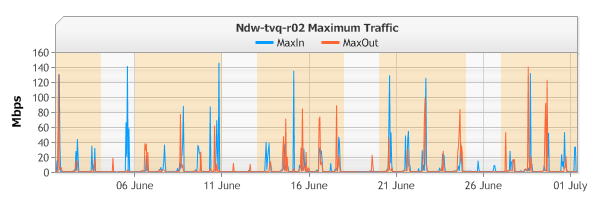 Ndw-tvq-r02 Maximum Traffic
MaxIn MaxOut
Mbps
160
140
120
100
80
60
40
20
0
06 June 11 June 16 June 21 June 26 June 01 July